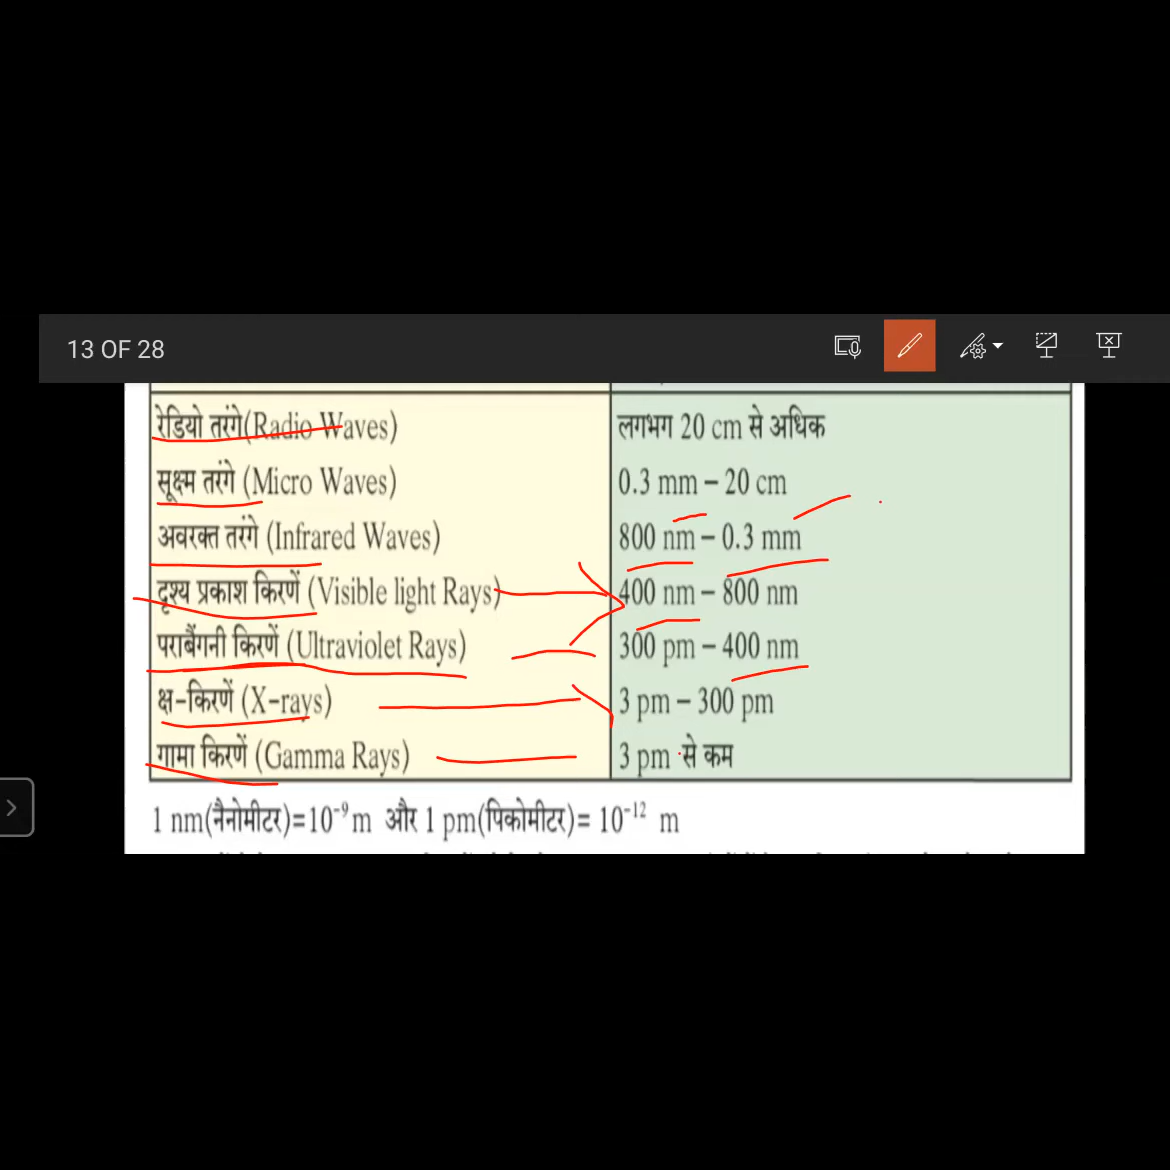 13 OF 28
रेडियो तरंगे(Radio Waves) लगभग 20 cm से अधिक
सूक्ष्म तरंगे (Micro Waves) 0.3 mm – 20 cm
अवरक्त तरंगे (Infrared Waves) 800 nm – 0.3 mm
दृश्य प्रकाश किरणें (Visible light Rays) 400 nm – 800 nm
पराबैंगनी किरणें (Ultraviolet Rays) 300 pm – 400 nm
क्ष-किरणें (X-rays) 3 pm – 300 pm
गामा किरणें (Gamma Rays) 3 pm से कम
1 nm(नैनोमीटर)=10⁻⁹ m और 1 pm(पिकोमीटर)= 10⁻¹² m